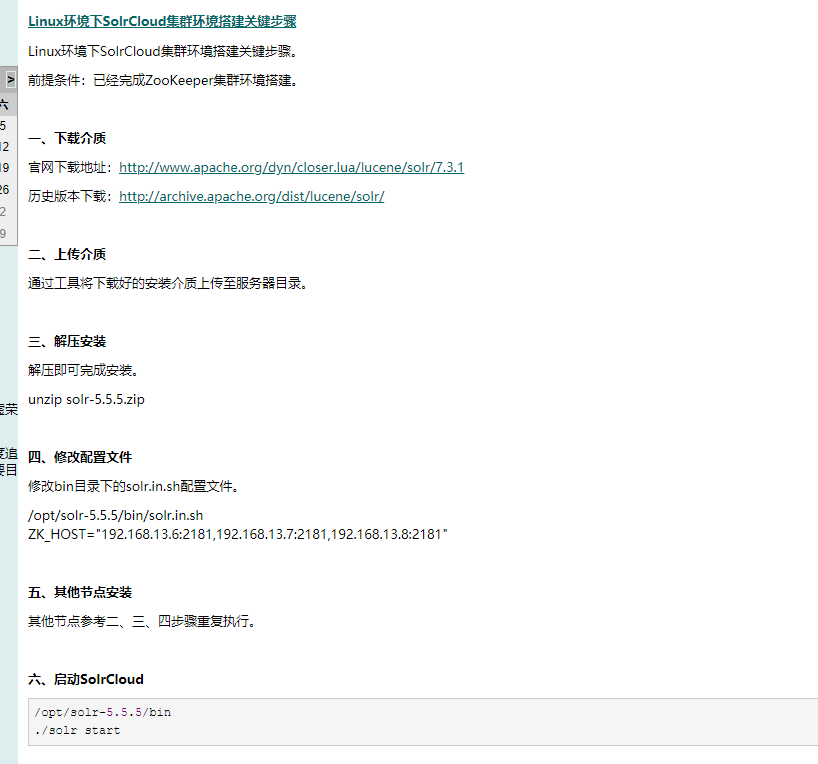 Linux环境下SolrCloud集群环境搭建关键步骤
Linux环境下SolrCloud集群环境搭建关键步骤。
前提条件：已经完成ZooKeeper集群环境搭建。
>
六
5
12
19
26
2
9
一、下载介质
官网下载地址：http://www.apache.org/dyn/closer.lua/lucene/solr/7.3.1
历史版本下载：http://archive.apache.org/dist/lucene/solr/
二、上传介质
通过工具将下载好的安装介质上传至服务器目录。
三、解压安装
解压即可完成安装。
unzip solr-5.5.5.zip
荣
追
要目
四、修改配置文件
修改bin目录下的solr.in.sh配置文件。
/opt/solr-5.5.5/bin/solr.in.sh
ZK_HOST="192.168.13.6:2181,192.168.13.7:2181,192.168.13.8:2181"
五、其他节点安装
其他节点参考二、三、四步骤重复执行。
六、启动SolrCloud
/opt/solr-5.5.5/bin
./solr start